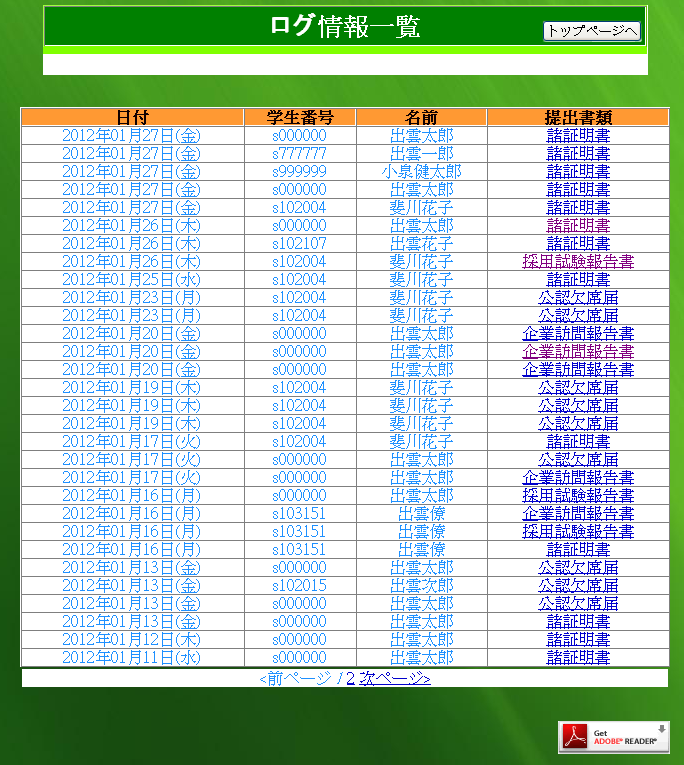 ログ情報一覧
トップページへ
日付 学生番号 名前 提出書類
2012年01月27日(金) s000000 出雲太郎 諸証明書
2012年01月27日(金) s777777 出雲一郎 諸証明書
2012年01月27日(金) s999999 小泉健太郎 諸証明書
2012年01月27日(金) s000000 出雲太郎 諸証明書
2012年01月27日(金) s102004 斐川花子 諸証明書
2012年01月26日(木) s000000 出雲太郎 諸証明書
2012年01月26日(木) s102107 出雲花子 諸証明書
2012年01月26日(木) s102004 斐川花子 採用試験報告書
2012年01月25日(水) s102004 斐川花子 諸証明書
2012年01月23日(月) s102004 斐川花子 公認欠席届
2012年01月23日(月) s102004 斐川花子 公認欠席届
2012年01月20日(金) s000000 出雲太郎 企業訪問報告書
2012年01月20日(金) s000000 出雲太郎 企業訪問報告書
2012年01月20日(金) s000000 出雲太郎 企業訪問報告書
2012年01月19日(木) s102004 斐川花子 公認欠席届
2012年01月19日(木) s102004 斐川花子 公認欠席届
2012年01月19日(木) s102004 斐川花子 公認欠席届
2012年01月17日(火) s102004 斐川花子 諸証明書
2012年01月17日(火) s000000 出雲太郎 公認欠席届
2012年01月17日(火) s000000 出雲太郎 企業訪問報告書
2012年01月16日(月) s000000 出雲太郎 採用試験報告書
2012年01月16日(月) s103151 出雲僚 企業訪問報告書
2012年01月16日(月) s103151 出雲僚 採用試験報告書
2012年01月16日(月) s103151 出雲僚 諸証明書
2012年01月13日(金) s000000 出雲太郎 公認欠席届
2012年01月13日(金) s102015 出雲次郎 公認欠席届
2012年01月13日(金) s000000 出雲太郎 公認欠席届
2012年01月13日(金) s000000 出雲太郎 諸証明書
2012年01月12日(木) s000000 出雲太郎 諸証明書
2012年01月11日(水) s000000 出雲太郎 諸証明書
<前ページ / 2 次ページ>
Get
ADOBE® READER®